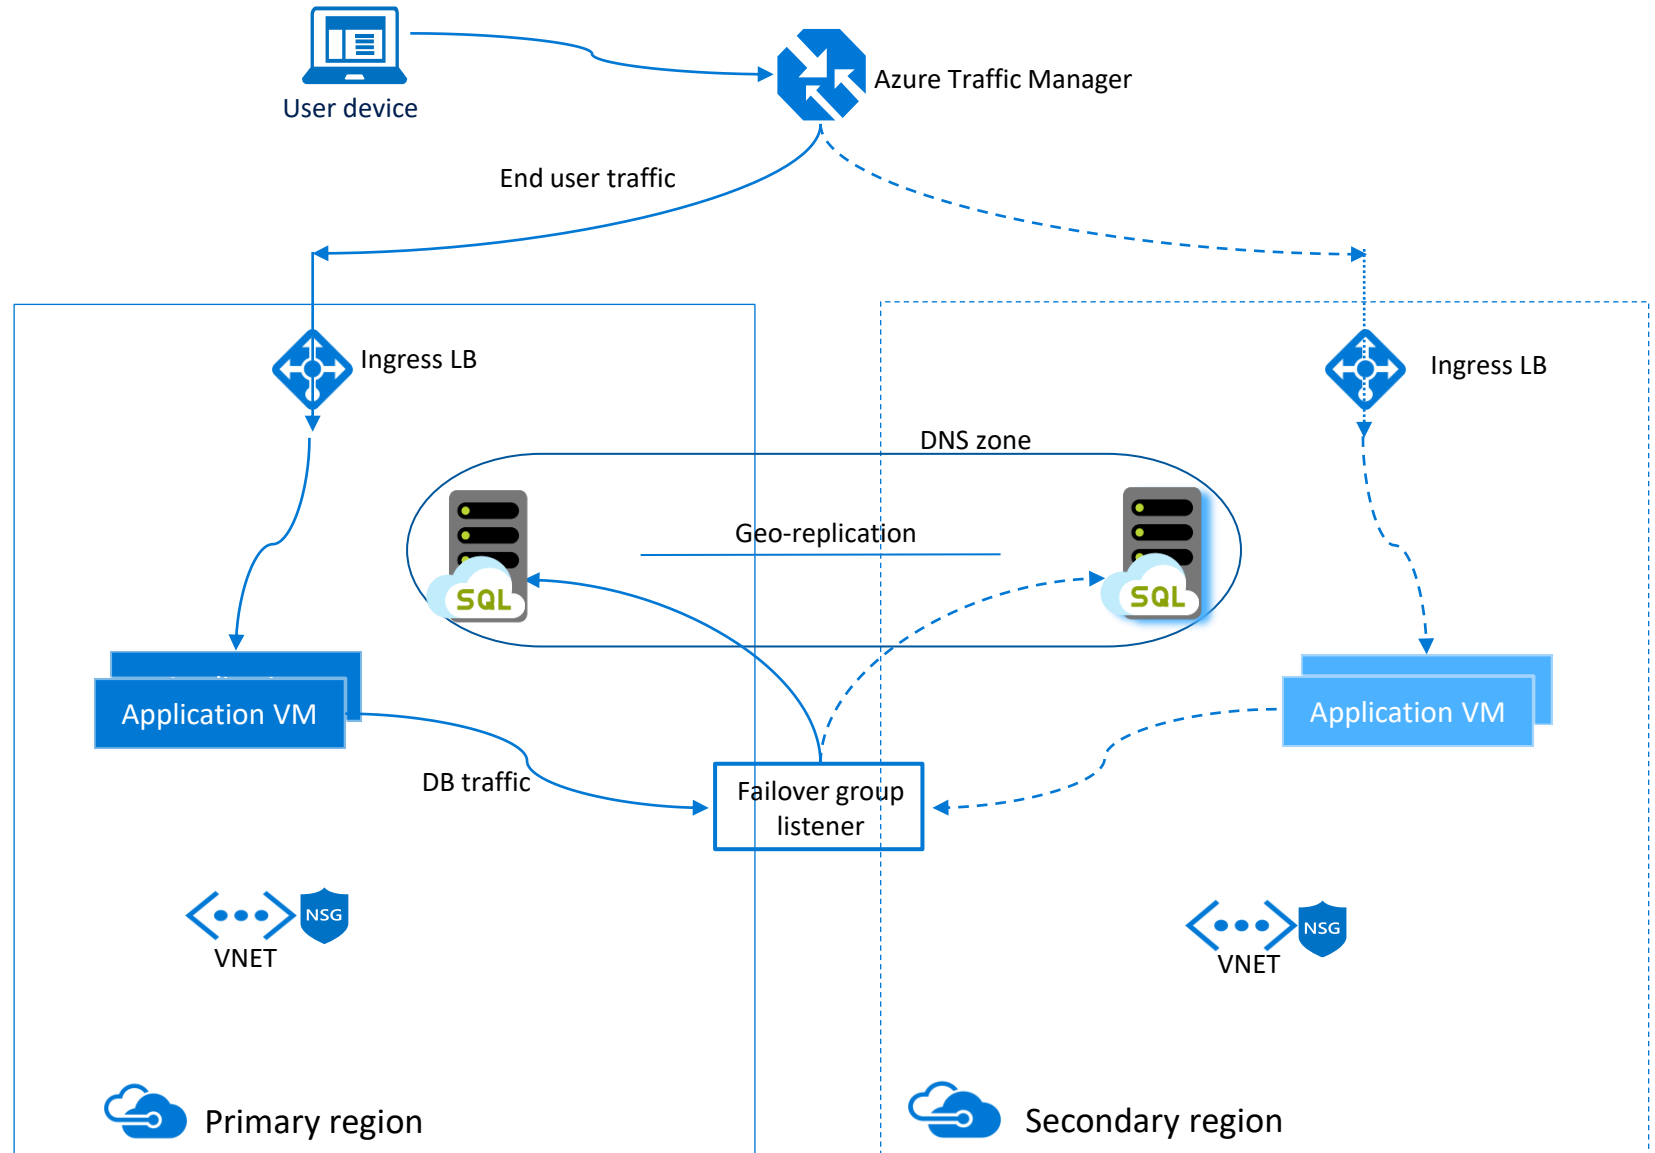 User device
Azure Traffic Manager
End user traffic
Ingress LB
Ingress LB
DNS zone
Geo-replication
SQL
SQL
Application VM
Application VM
DB traffic
Failover group
listener
NSG
VNET
NSG
VNET
Primary region
Secondary region